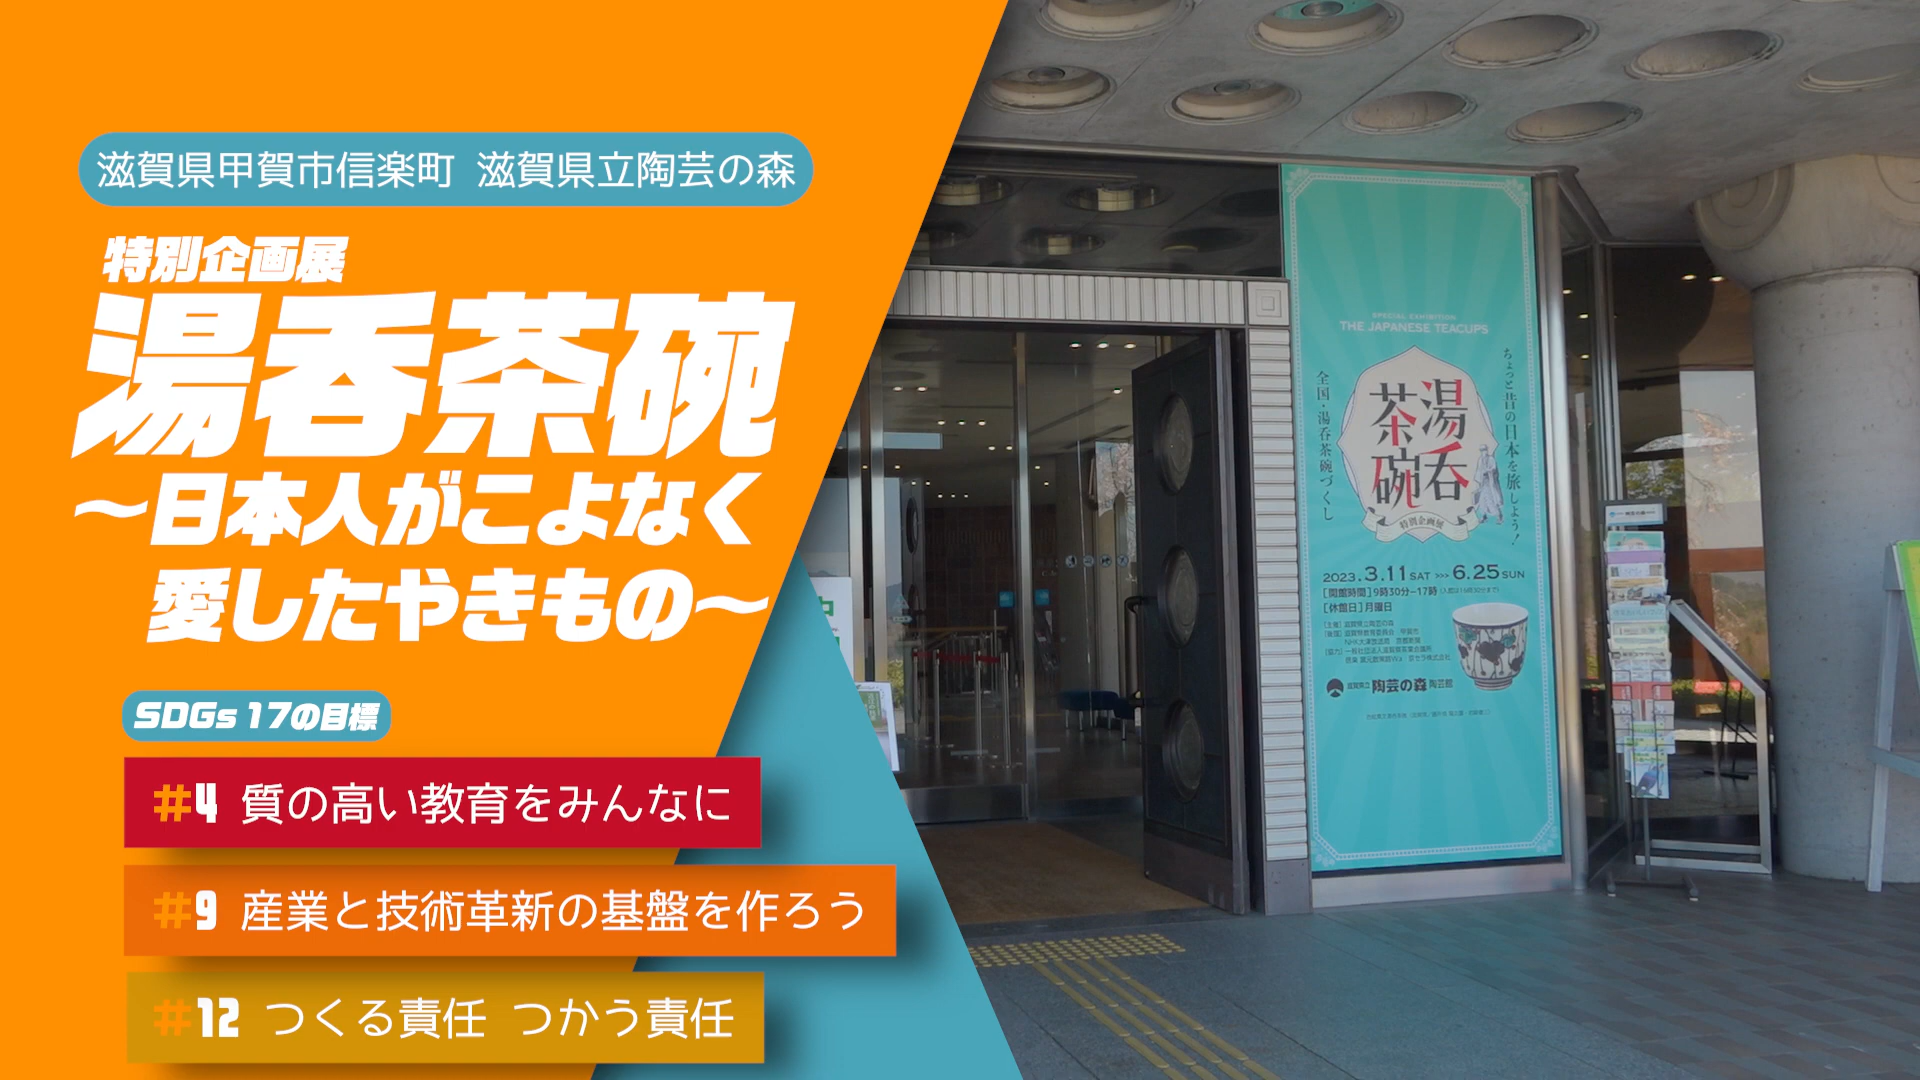 滋賀県甲賀市信楽町 滋賀県立陶芸の森
特別企画展
湯呑茶碗
～日本人がこよなく
愛したやきもの～
SDGs 17の目標
#4 質の高い教育をみんなに
#9 産業と技術革新の基盤を作ろう
#12 つくる責任 つかう責任
SPECIAL EXHIBITION
THE JAPANESE TEACUPS
ちょっと昔の日本を旅しよう！
湯呑
茶碗
全国・湯呑茶碗づくし
特別企画展
2023.3.11 SAT >>> 6.25 SUN
[開館時間] 9時30分-17時
[休館日] 月曜日
滋賀県立 陶芸の森 陶芸館